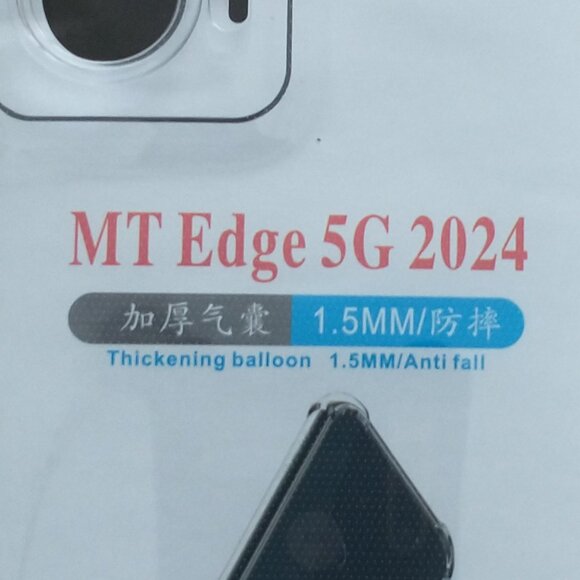 MT Edge 5G 2024
加厚气囊 1.5MM/防摔
Thickening balloon 1.5MM/Anti fall